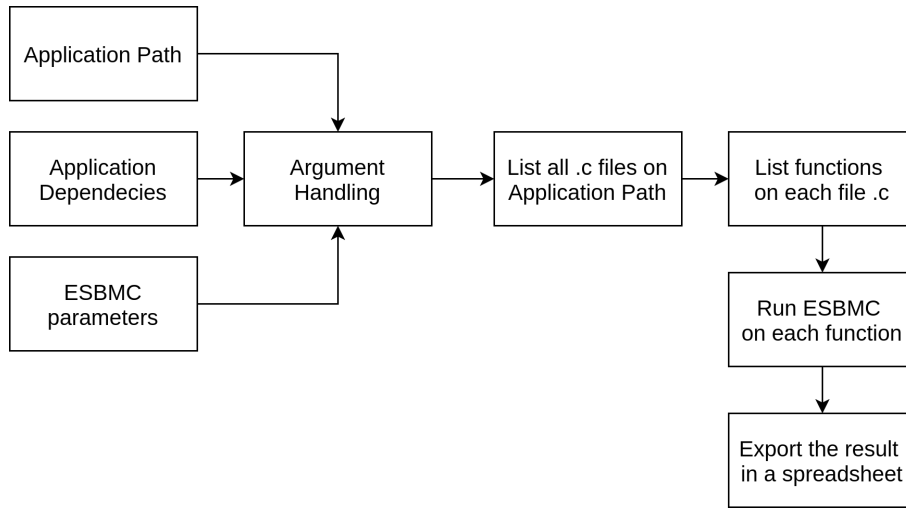 Application Path
Application
Dependecies
ESBMC
parameters
Argument
Handling
List all .c files on
Application Path
List functions
on each file .c
Run ESBMC
on each function
Export the result
in a spreadsheet